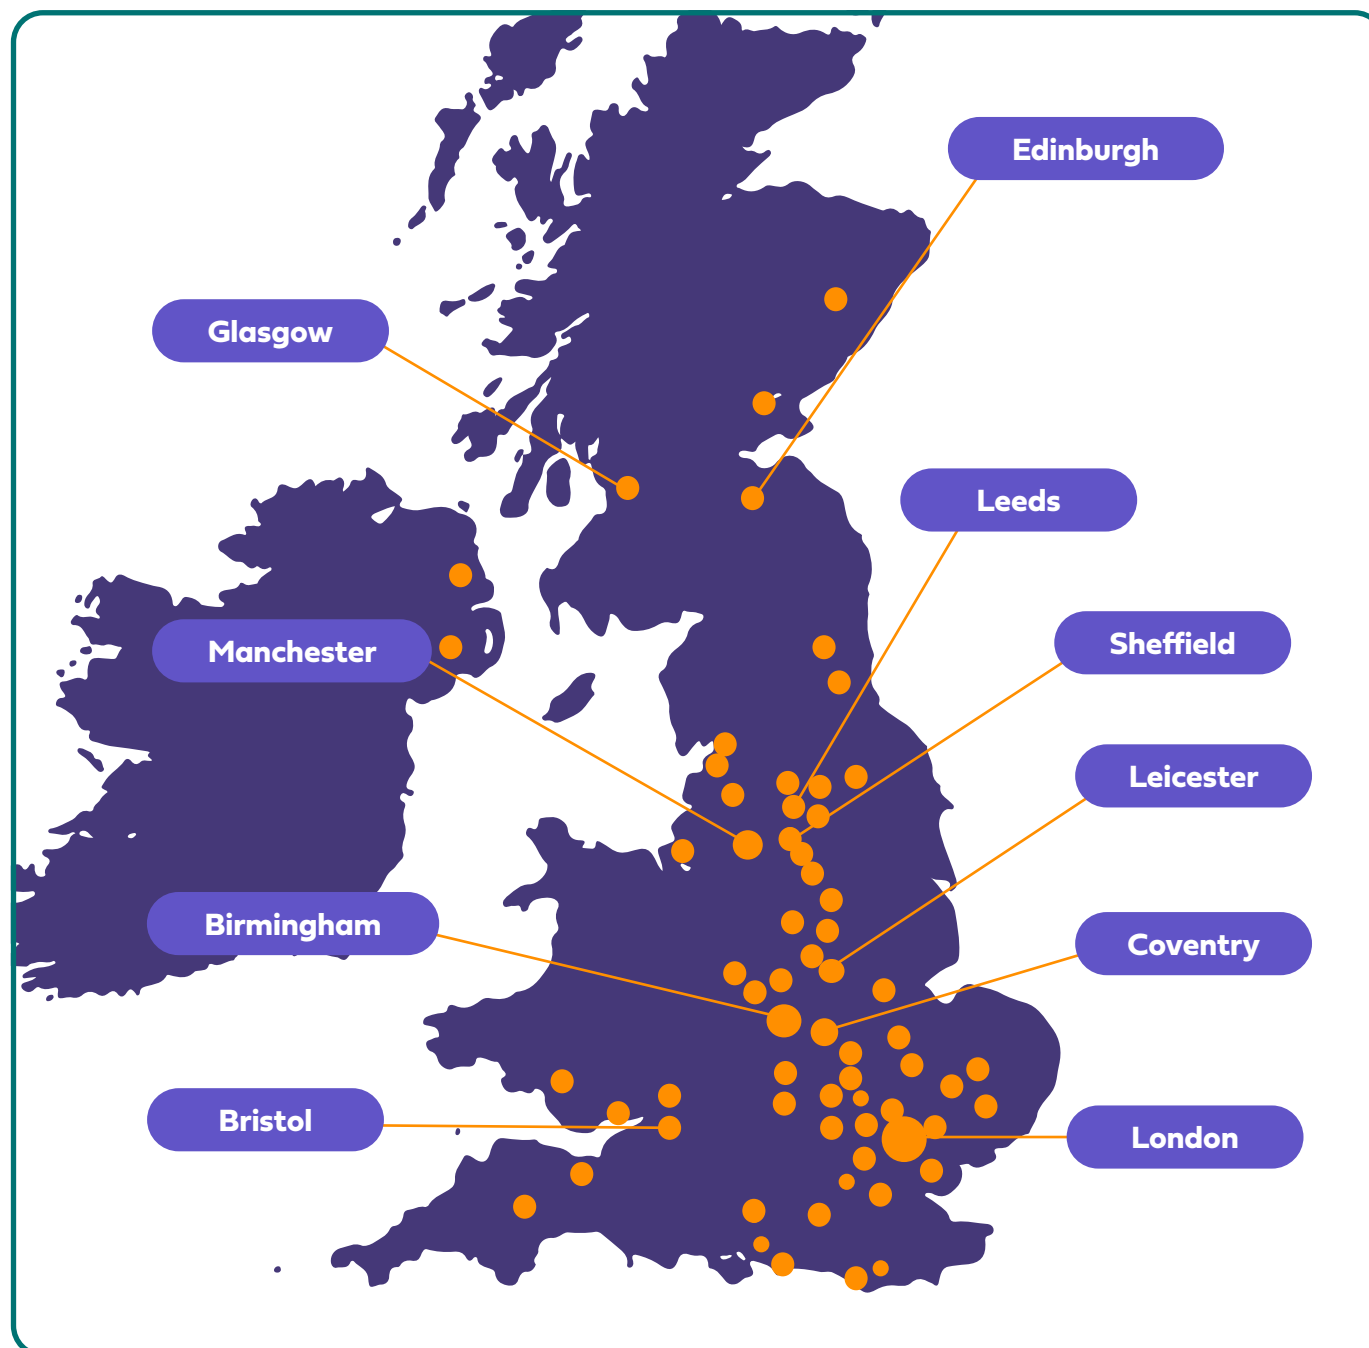 Edinburgh
Glasgow
Leeds
Sheffield
Manchester
Leicester
Birmingham
Coventry
Bristol
London